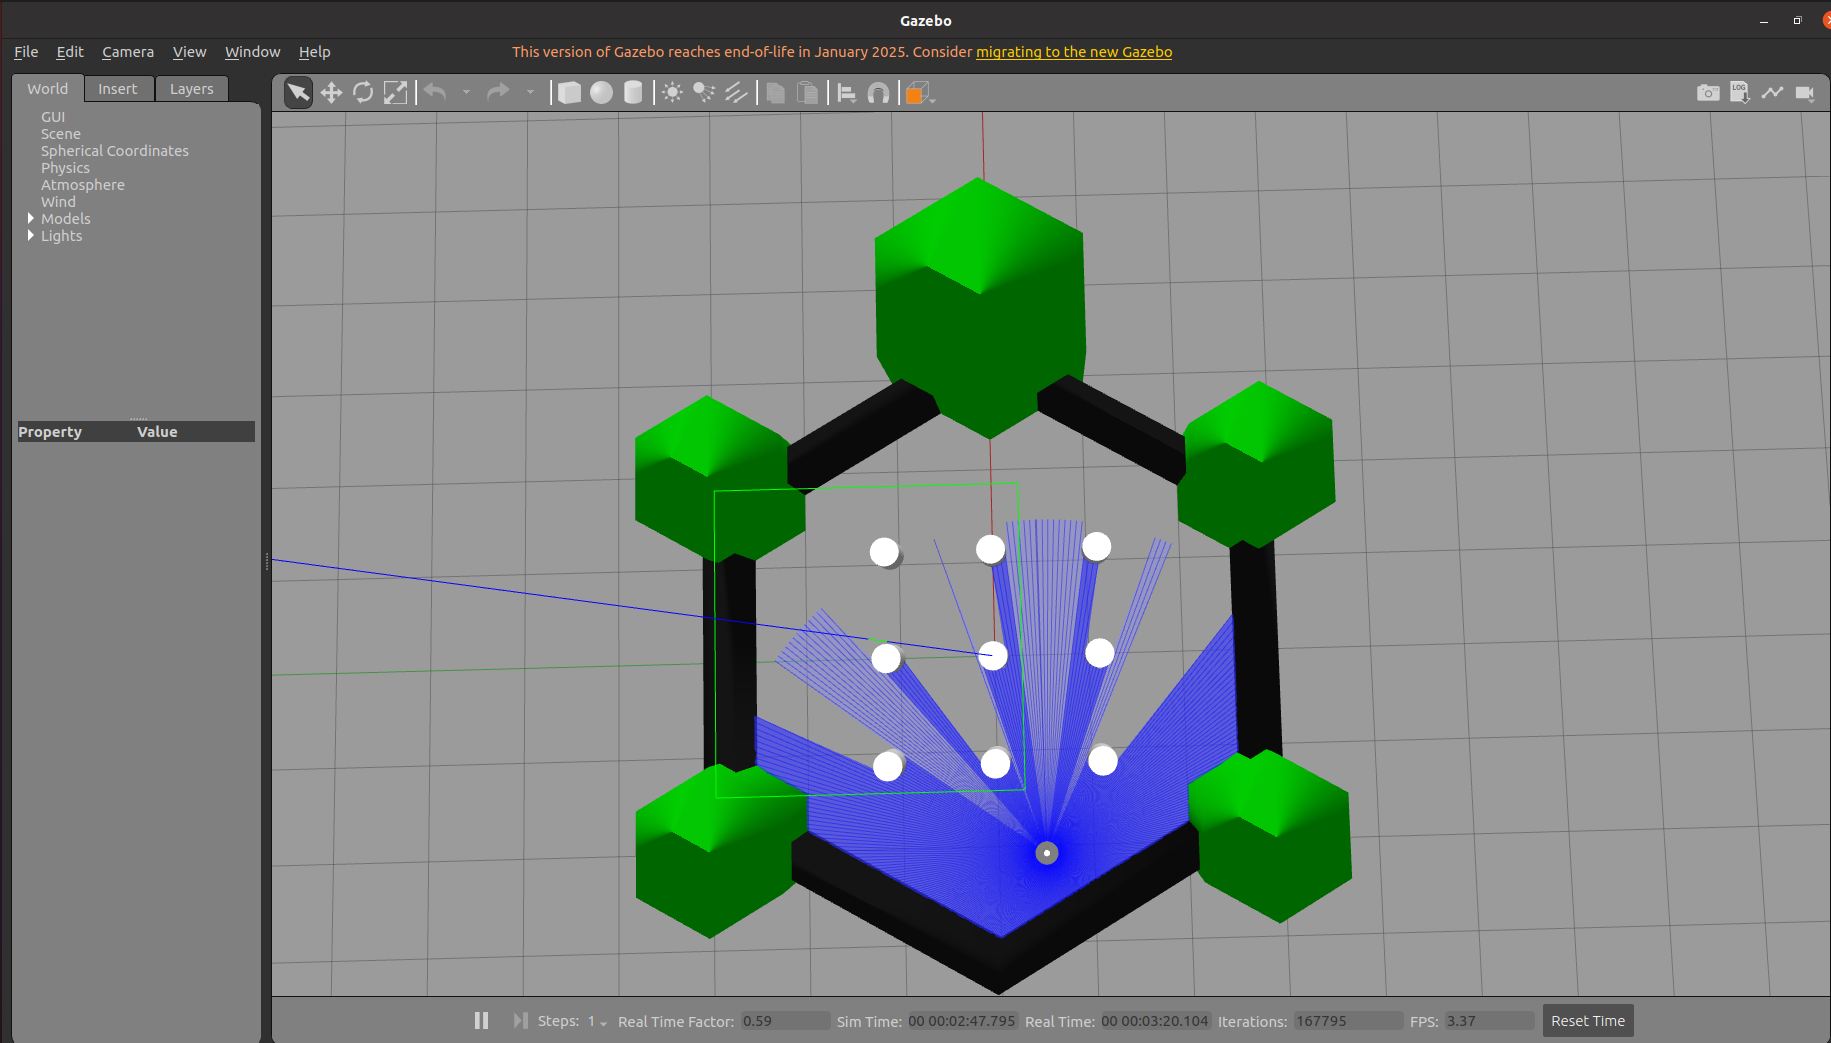 Gazebo
File Edit Camera View Window Help
This version of Gazebo reaches end-of-life in January 2025. Consider migrating to the new Gazebo
World Insert Layers
LOG
GUI
Scene
Spherical Coordinates
Physics
Atmosphere
Wind
Models
Lights
Property Value
Steps: 1 Real Time Factor: 0.59 Sim Time: 00 00:02:47.795 Real Time: 00 00:03:20.104 Iterations: 167795 FPS: 3.37 Reset Time